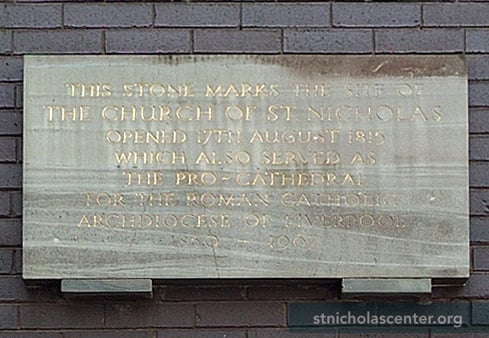 THIS STONE MARKS THE SITE OF
THE CHURCH OF ST. NICHOLAS
OPENED 17TH AUGUST 1815
WHICH ALSO SERVED AS
THE PRO-CATHEDRAL
FOR THE ROMAN CATHOLIC
ARCHDIOCESE OF LIVERPOOL
1850 -
stnicholascenter.org